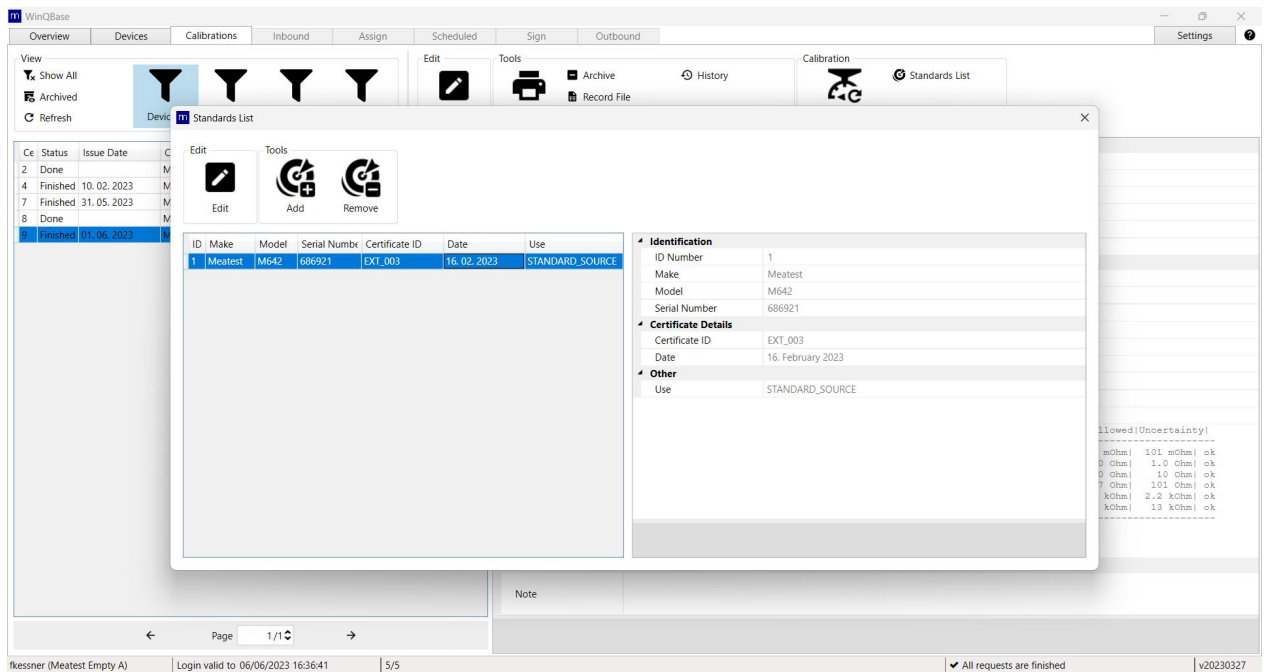 WinQBase
Overview Devices Calibrations Inbound Assign Scheduled Sign Outbound Settings
View Edit Tools Calibration
Show All Archive History Standards List
Archived Record File
Refresh
Standards List
Ce Status Issue Date
2 Done
4 Finished 10. 02. 2023
7 Finished 31. 05. 2023
8 Done
9 Finished 01. 06. 2023
Edit Tools
Edit Add Remove
ID Make Model Serial Numbe Certificate ID Date Use
1 Meatest M642 686921 EXT_003 16. 02. 2023 STANDARD_SOURCE
Identification
ID Number 1
Make Meatest
Model M642
Serial Number 686921
Certificate Details
Certificate ID EXT_003
Date 16. February 2023
Other
Use STANDARD_SOURCE
llowed|Uncertainty|
mOhm| 101 mOhm| ok
Ohm| 1.0 Ohm| ok
Ohm| 10 Ohm| ok
Ohm| 101 Ohm| ok
kOhm| 2.2 kOhm| ok
kOhm| 13 kOhm| ok
Note
← Page 1/1 →
fkessner (Meatest Empty A) Login valid to 06/06/2023 16:36:41 5/5 All requests are finished v20230327